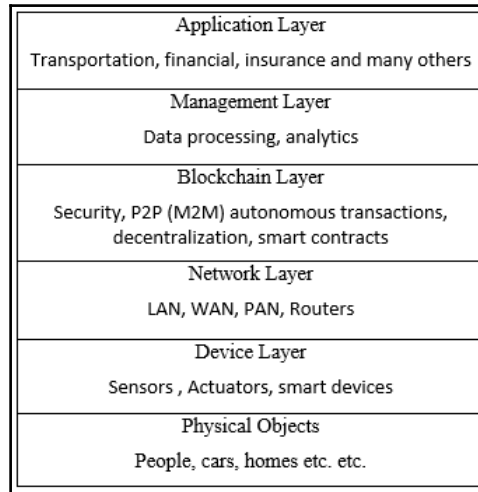 Application Layer
Transportation, financial, insurance and many others
Management Layer
Data processing, analytics
Blockchain Layer
Security, P2P (M2M) autonomous transactions,
decentralization, smart contracts
Network Layer
LAN, WAN, PAN, Routers
Device Layer
Sensors , Actuators, smart devices
Physical Objects
People, cars, homes etc. etc.